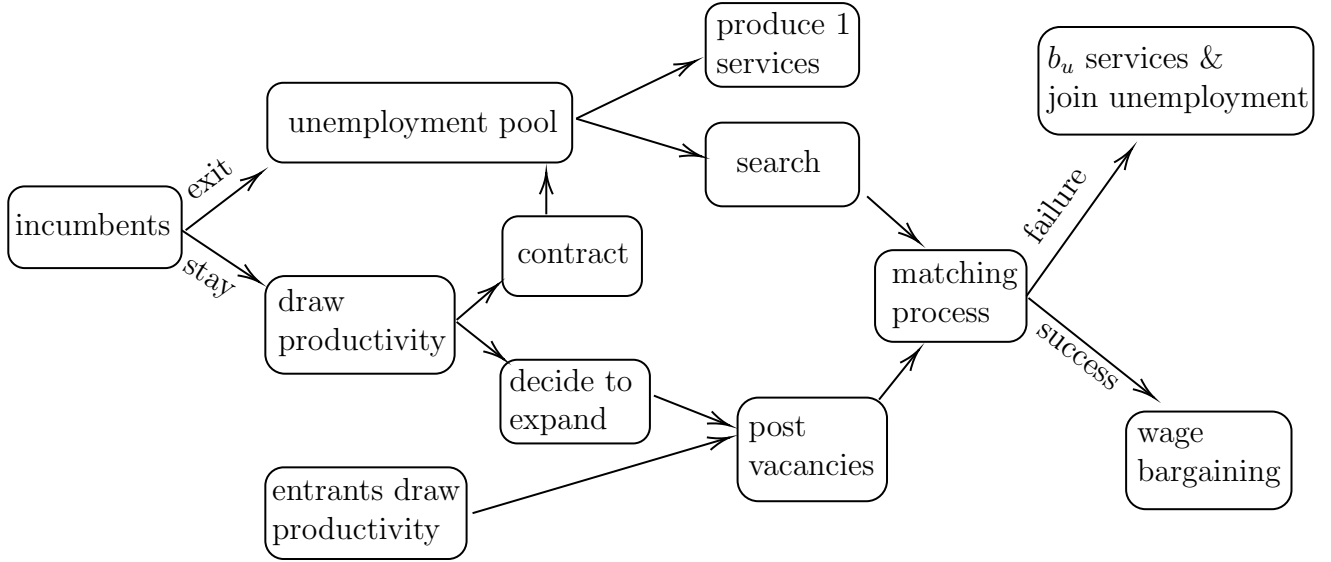 produce 1
services
b_u services &
join unemployment
unemployment pool
search
exit
incumbents
stay
contract
failure
draw
productivity
matching
process
success
decide to
expand
post
vacancies
wage
bargaining
entrants draw
productivity